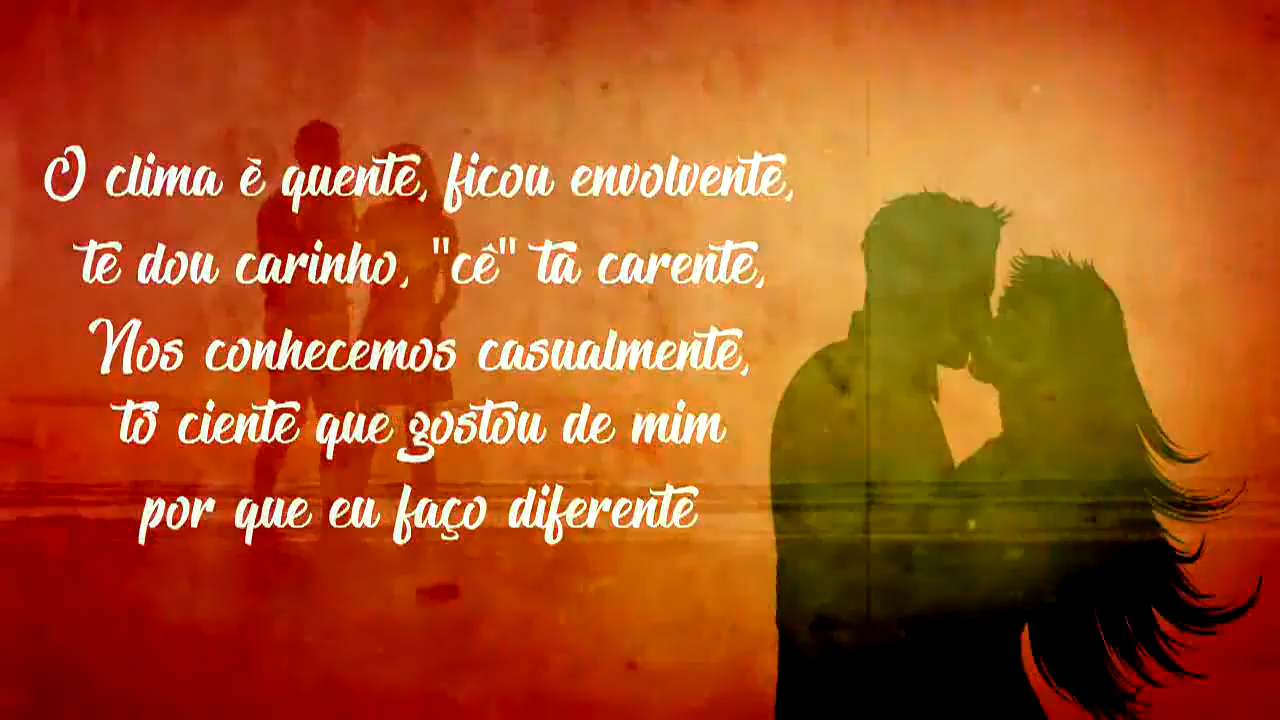 O clima è quente, ficou envolvente,
te dou carinho, "cê" ta carente,
Nos conhecemos casualmente,
tô ciente que gostou de mim
por que eu faço diferente